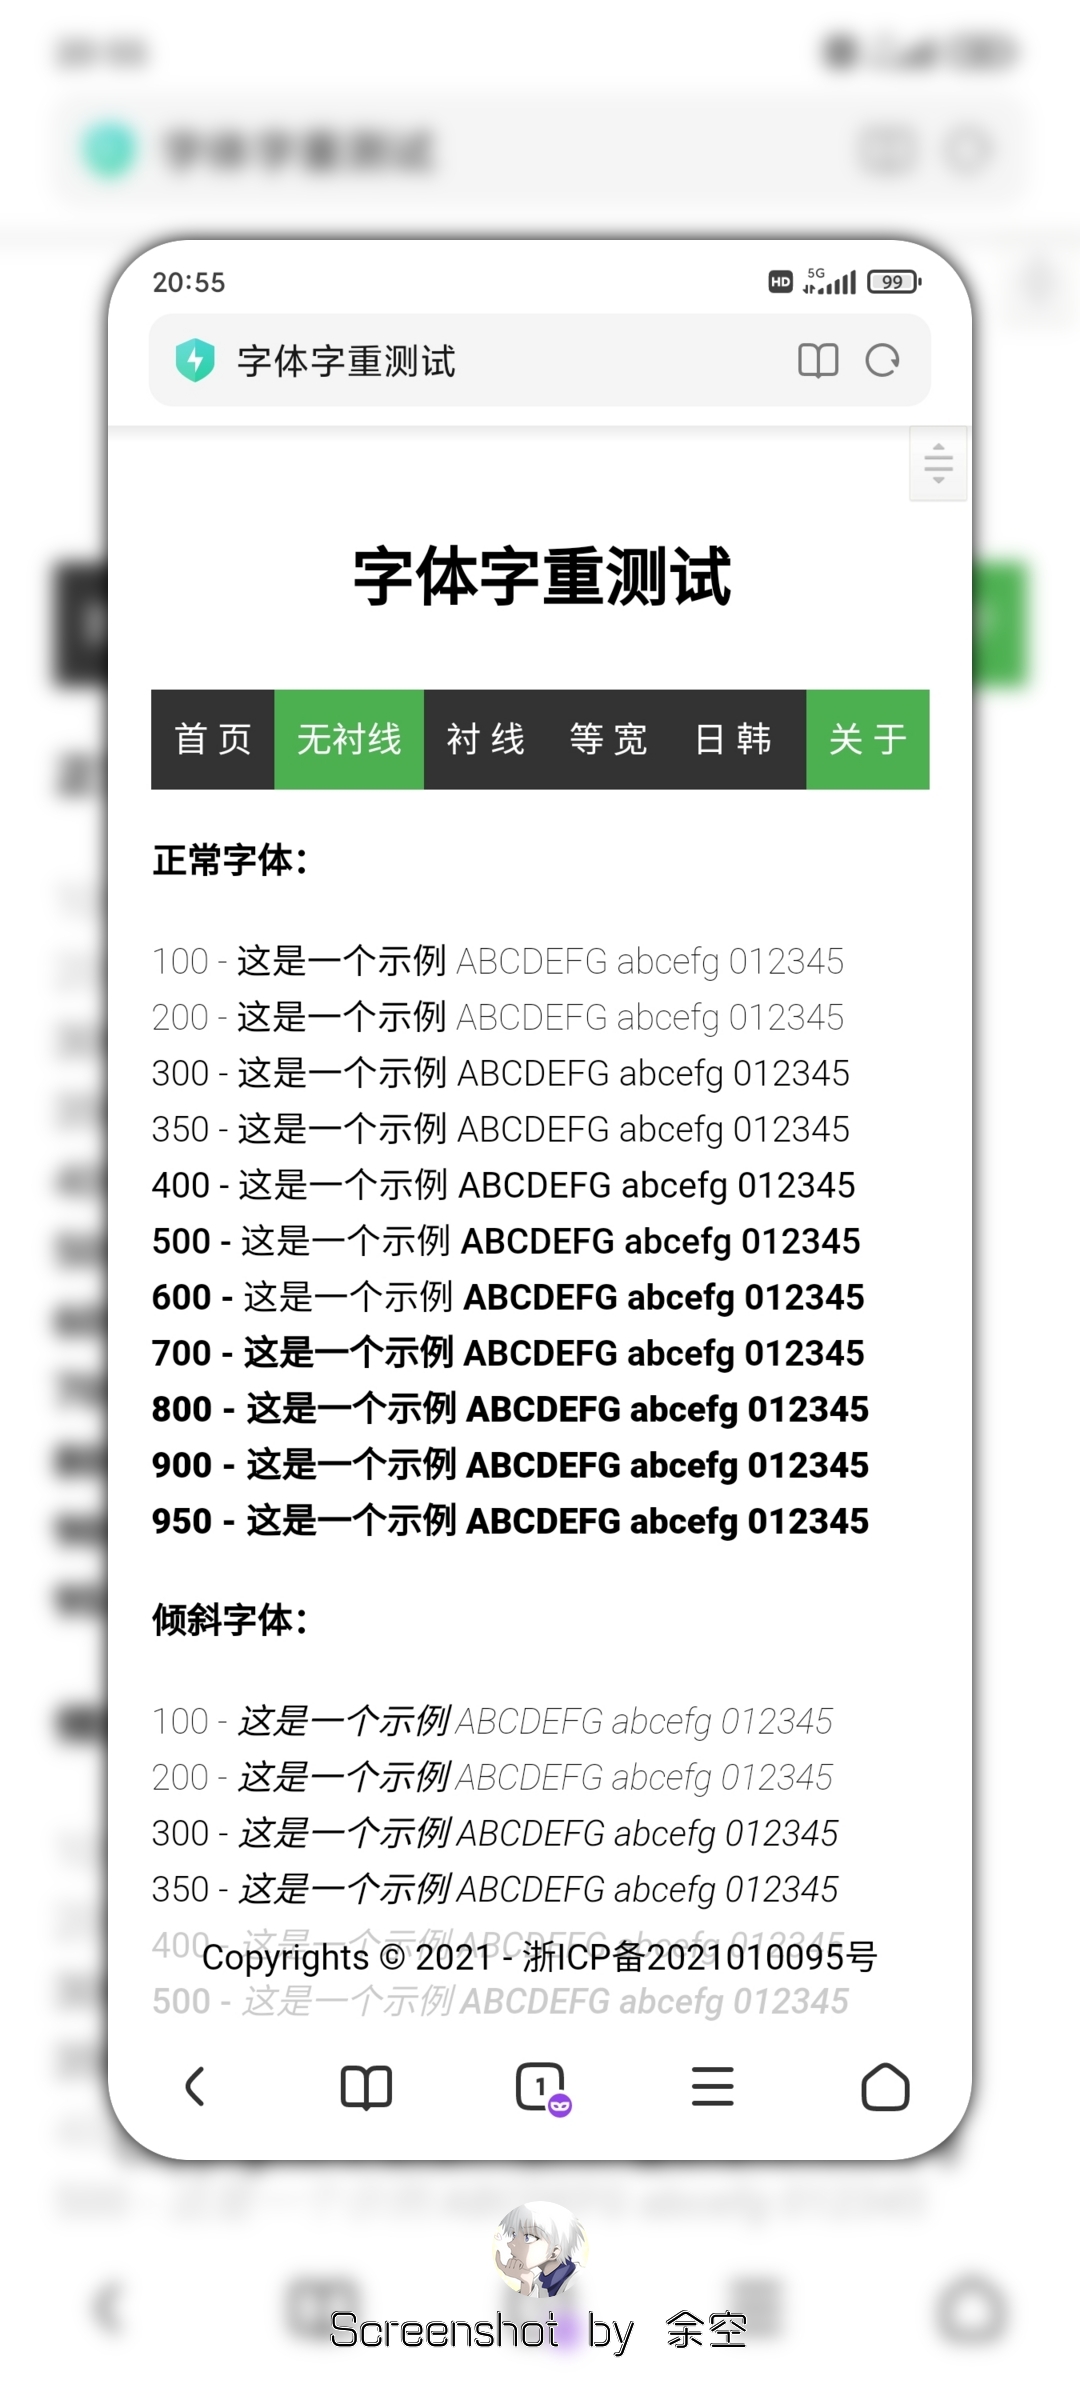 20:55
HD 5G 99
字体字重测试
字体字重测试
首 页 无衬线 衬 线 等 宽 日 韩 关 于
正常字体：
100 - 这是一个示例 ABCDEFG abcefg 012345
200 - 这是一个示例 ABCDEFG abcefg 012345
300 - 这是一个示例 ABCDEFG abcefg 012345
350 - 这是一个示例 ABCDEFG abcefg 012345
400 - 这是一个示例 ABCDEFG abcefg 012345
500 - 这是一个示例 ABCDEFG abcefg 012345
600 - 这是一个示例 ABCDEFG abcefg 012345
700 - 这是一个示例 ABCDEFG abcefg 012345
800 - 这是一个示例 ABCDEFG abcefg 012345
900 - 这是一个示例 ABCDEFG abcefg 012345
950 - 这是一个示例 ABCDEFG abcefg 012345
倾斜字体：
100 - 这是一个示例 ABCDEFG abcefg 012345
200 - 这是一个示例 ABCDEFG abcefg 012345
300 - 这是一个示例 ABCDEFG abcefg 012345
350 - 这是一个示例 ABCDEFG abcefg 012345
400 - 这是一个示例 ABCDEFG abcefg 012345
Copyrights © 2021 - 浙ICP备2021010095号
500 - 这是一个示例 ABCDEFG abcefg 012345
1
Screenshot by 余空